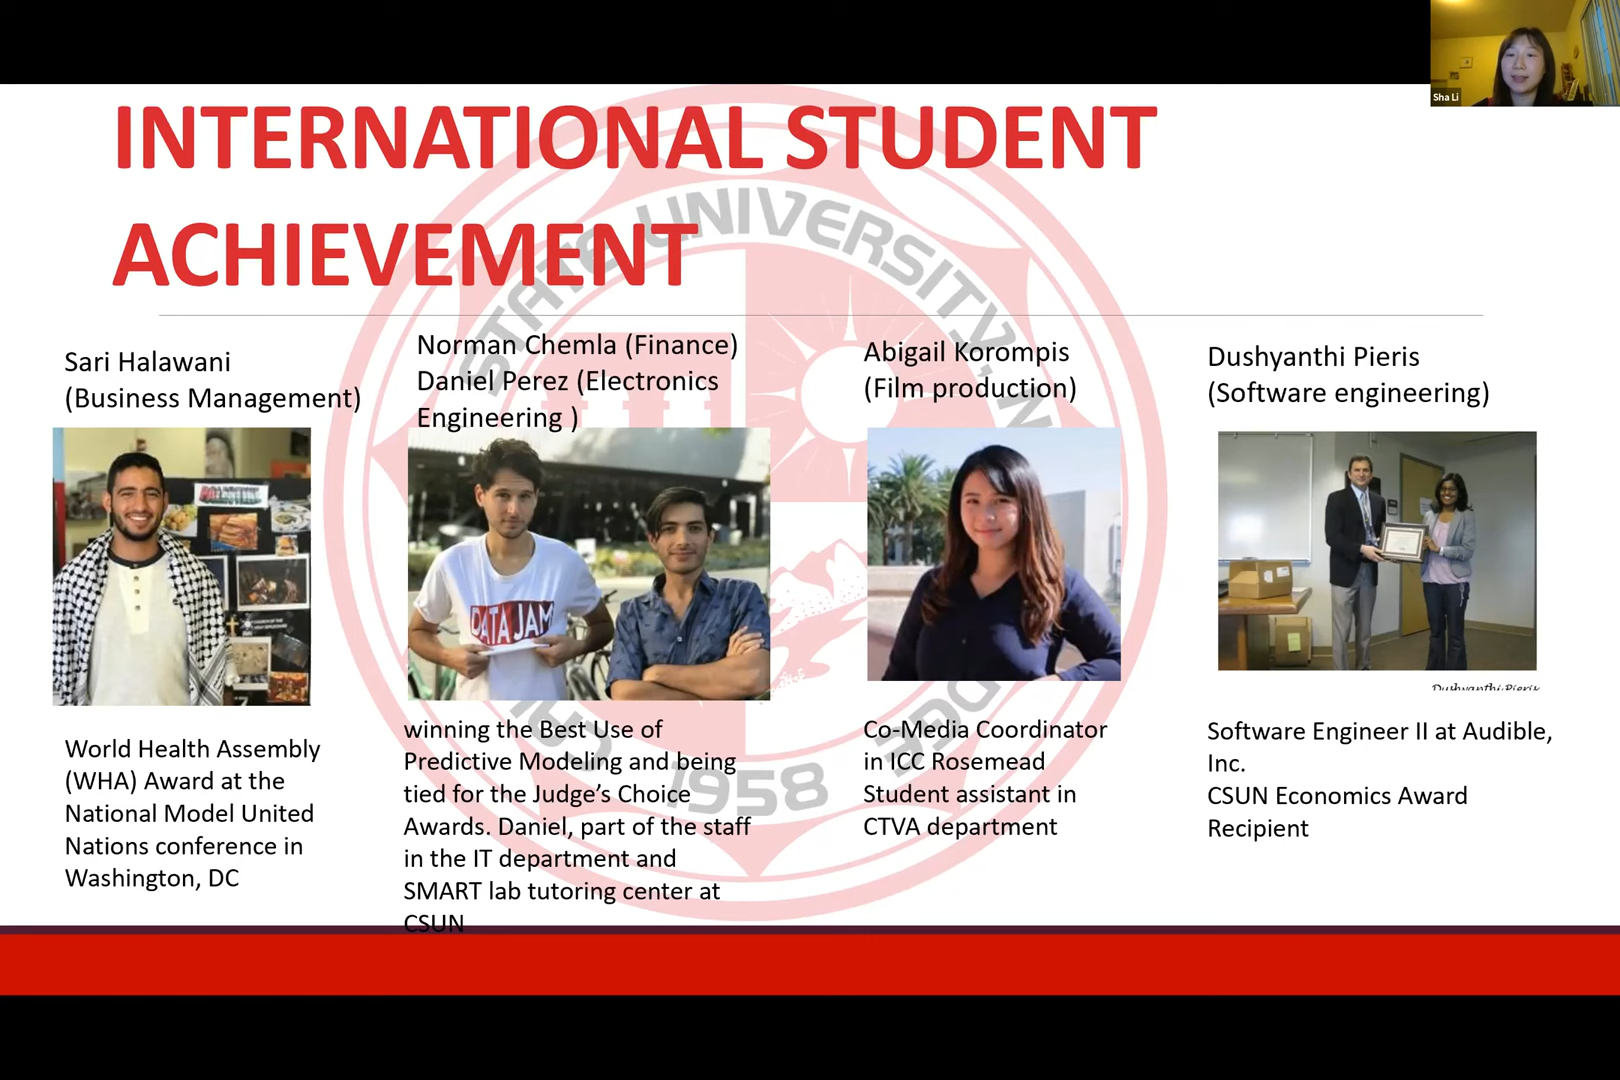 Sha Li
INTERNATIONAL STUDENT
ACHIEVEMENT
STATE UNIVERSITY, N
DGE
1958
Sari Halawani
(Business Management)
World Health Assembly
(WHA) Award at the
National Model United
Nations conference in
Washington, DC
Norman Chemla (Finance)
Daniel Perez (Electronics
Engineering )
DATA JAM
winning the Best Use of
Predictive Modeling and being
tied for the Judge’s Choice
Awards. Daniel, part of the staff
in the IT department and
SMART lab tutoring center at
CSUN
Abigail Korompis
(Film production)
Co-Media Coordinator
in ICC Rosemead
Student assistant in
CTVA department
Dushyanthi Pieris
(Software engineering)
Dushyanthi Pieris
Software Engineer II at Audible,
Inc.
CSUN Economics Award
Recipient